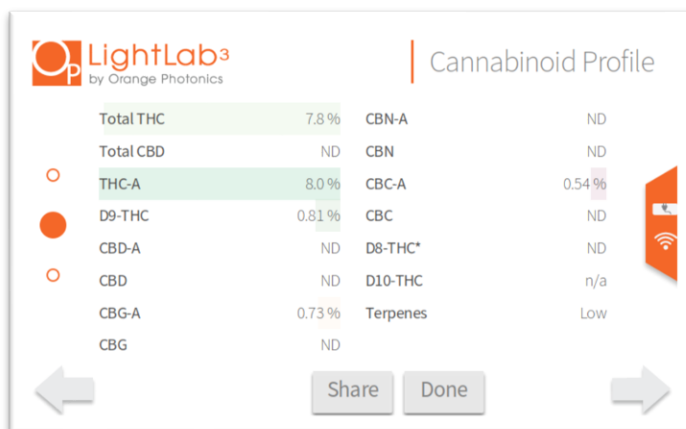 OP LightLab3
by Orange Photonics
Cannabinoid Profile
Total THC 7.8 %
Total CBD ND
THC-A 8.0 %
D9-THC 0.81 %
CBD-A ND
CBD ND
CBG-A 0.73 %
CBG ND
CBN-A ND
CBN ND
CBC-A 0.54 %
CBC ND
D8-THC* ND
D10-THC n/a
Terpenes Low
Share Done